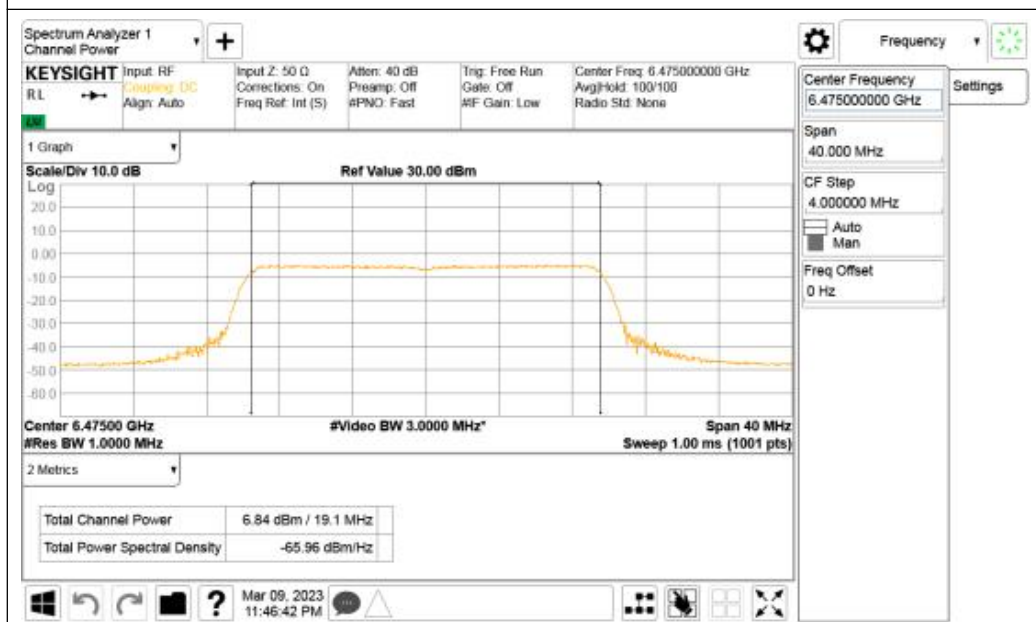 Spectrum Analyzer 1
Channel Power
+
Frequency
KEYSIGHT
RL
Input: RF
Coupling: DC
Align: Auto
Input Z: 50 Ω
Corrections: On
Freq Ref: Int (S)
Atten: 40 dB
Preamp: Off
#PNO: Fast
Trig: Free Run
Gate: Off
#IF Gain: Low
Center Freq: 6.475000000 GHz
Avg|Hold: 100/100
Radio Std: None
Center Frequency
6.475000000 GHz
Settings
Span
40.000 MHz
CF Step
4.000000 MHz
Auto
Man
Freq Offset
0 Hz
1 Graph
Scale/Div 10.0 dB
Ref Value 30.00 dBm
Log
20.0
10.0
0.00
-10.0
-20.0
-30.0
-40.0
-50.0
-60.0
Center 6.47500 GHz
#Video BW 3.0000 MHz*
Span 40 MHz
#Res BW 1.0000 MHz
Sweep 1.00 ms (1001 pts)
2 Metrics
Total Channel Power 6.84 dBm / 19.1 MHz
Total Power Spectral Density -65.96 dBm/Hz
?
Mar 09, 2023
11:46:42 PM